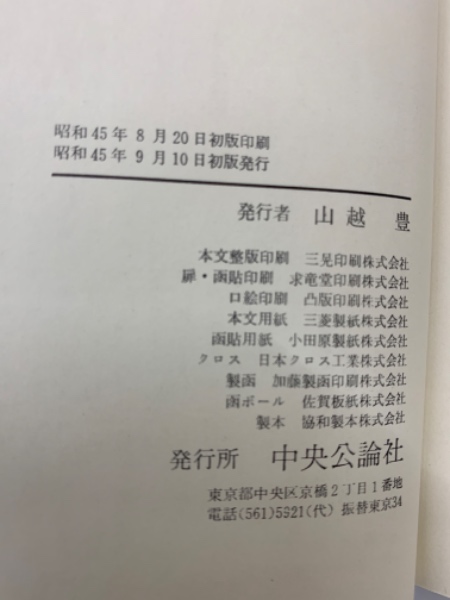 昭和45年8月20日初版印刷
昭和45年9月10日初版発行
発行者 山越 豊
本文整版印刷 三晃印刷株式会社
扉・函貼印刷 求竜堂印刷株式会社
口絵印刷 凸版印刷株式会社
本文用紙 三菱製紙株式会社
函貼用紙 小田原製紙株式会社
クロス 日本クロス工業株式会社
製函 加藤製函印刷株式会社
函ボール 佐賀板紙株式会社
製本 協和製本株式会社
発行所 中央公論社
東京都中央区京橋2丁目1番地
電話(561)5921(代) 振替東京34